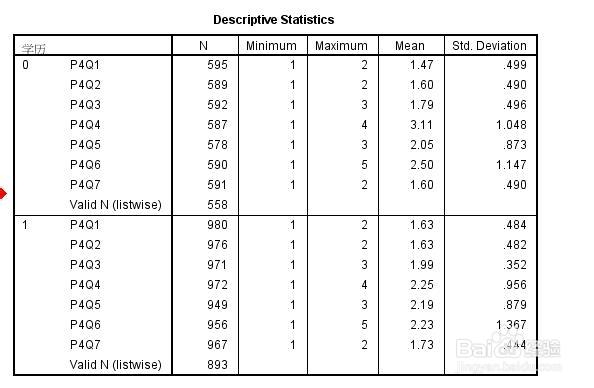 Descriptive Statistics
学历 N Minimum Maximum Mean Std. Deviation
0 P4Q1 595 1 2 1.47 .499
P4Q2 589 1 2 1.60 .490
P4Q3 592 1 3 1.79 .496
P4Q4 587 1 4 3.11 1.048
P4Q5 578 1 3 2.05 .873
P4Q6 590 1 5 2.50 1.147
P4Q7 591 1 2 1.60 .490
Valid N (listwise) 558
1 P4Q1 980 1 2 1.63 .484
P4Q2 976 1 2 1.63 .482
P4Q3 971 1 3 1.99 .352
P4Q4 972 1 4 2.25 .956
P4Q5 949 1 3 2.19 .879
P4Q6 956 1 5 2.23 1.367
P4Q7 967 1 2 1.73 .444
Valid N (listwise) 893
Baidu 经验
jingyan.baidu.com